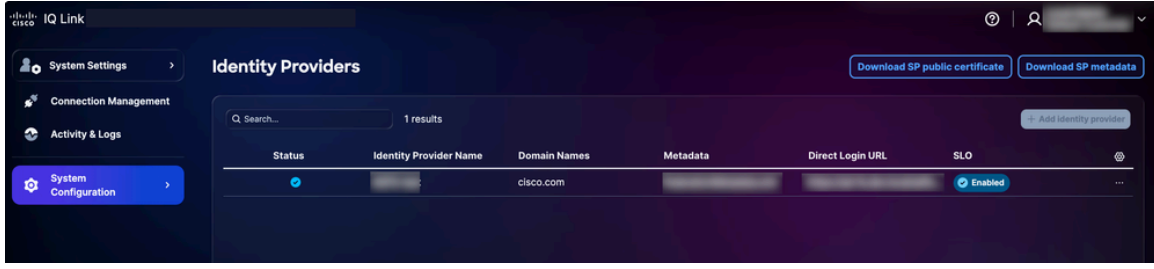 cisco IQ Link
System Settings
Connection Management
Activity & Logs
System
Configuration
Identity Providers
Download SP public certificate
Download SP metadata
Search...
1 results
+ Add identity provider
Status Identity Provider Name Domain Names Metadata Direct Login URL SLO
cisco.com
Enabled
...